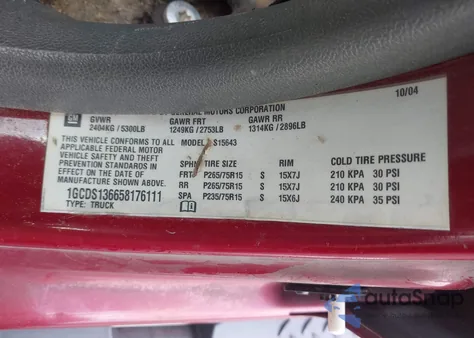 GENERAL MOTORS CORPORATION
10/04
GM GVWR GAWR FRT GAWR RR
2404KG / 5300LB 1249KG / 2753LB 1314KG / 2896LB
THIS VEHICLE CONFORMS TO ALL MODEL: S15643
APPLICABLE FEDERAL MOTOR
VEHICLE SAFETY AND THEFT
PREVENTION STANDARDS IN
EFFECT ON THE DATE OF
MANUFACTURE SHOWN ABOVE.
1GCDS136658176111
TYPE: TRUCK
TIRE SIZE SPD RIM COLD TIRE PRESSURE
FRT P265/75R15 S 15X7J 210 KPA 30 PSI
RR P265/75R15 S 15X7J 210 KPA 30 PSI
SPA P235/75R15 S 15X6J 240 KPA 35 PSI
autoSnap